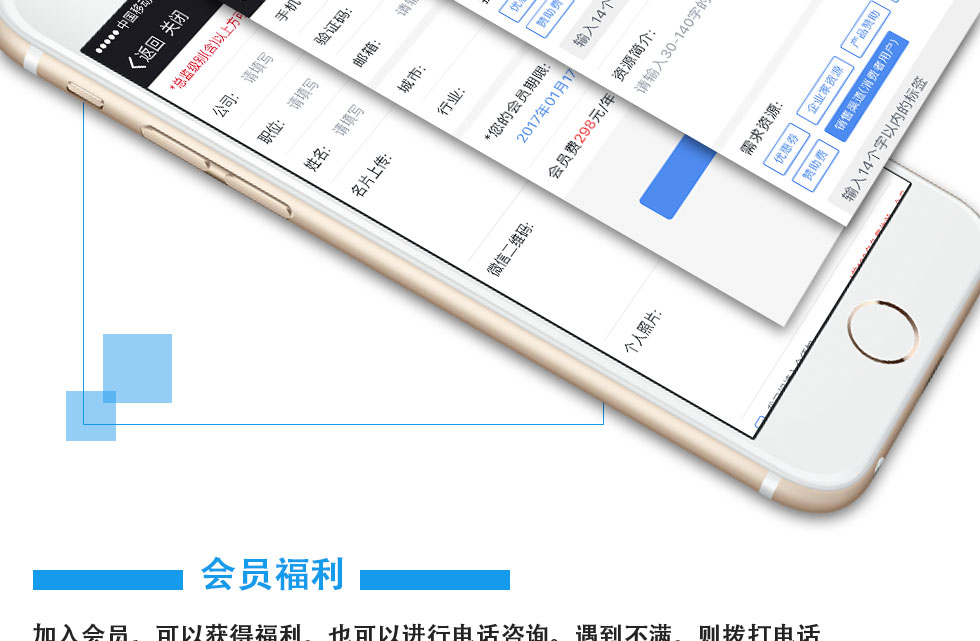 中国移动
返回 关闭
*总监级别(含)以上方可
公司:
请填写
职位:
请填写
姓名:
请填写
名片上传:
微信二维码:
个人照片:
手机
验证码:
邮箱:
城市:
行业:
*您的会员期限:
2017年01月17
会员费298元/年
赞助费
输入14个
资源简介:
请输入30-140字的
产品赞助
需求资源:
企业家资源
优惠券
销售渠道(消费者用户)
赞助费
输入14个字以内的标签
会员福利
加入会员，可以获得福利，也可以进行电话咨询。遇到不满，则拨打电话